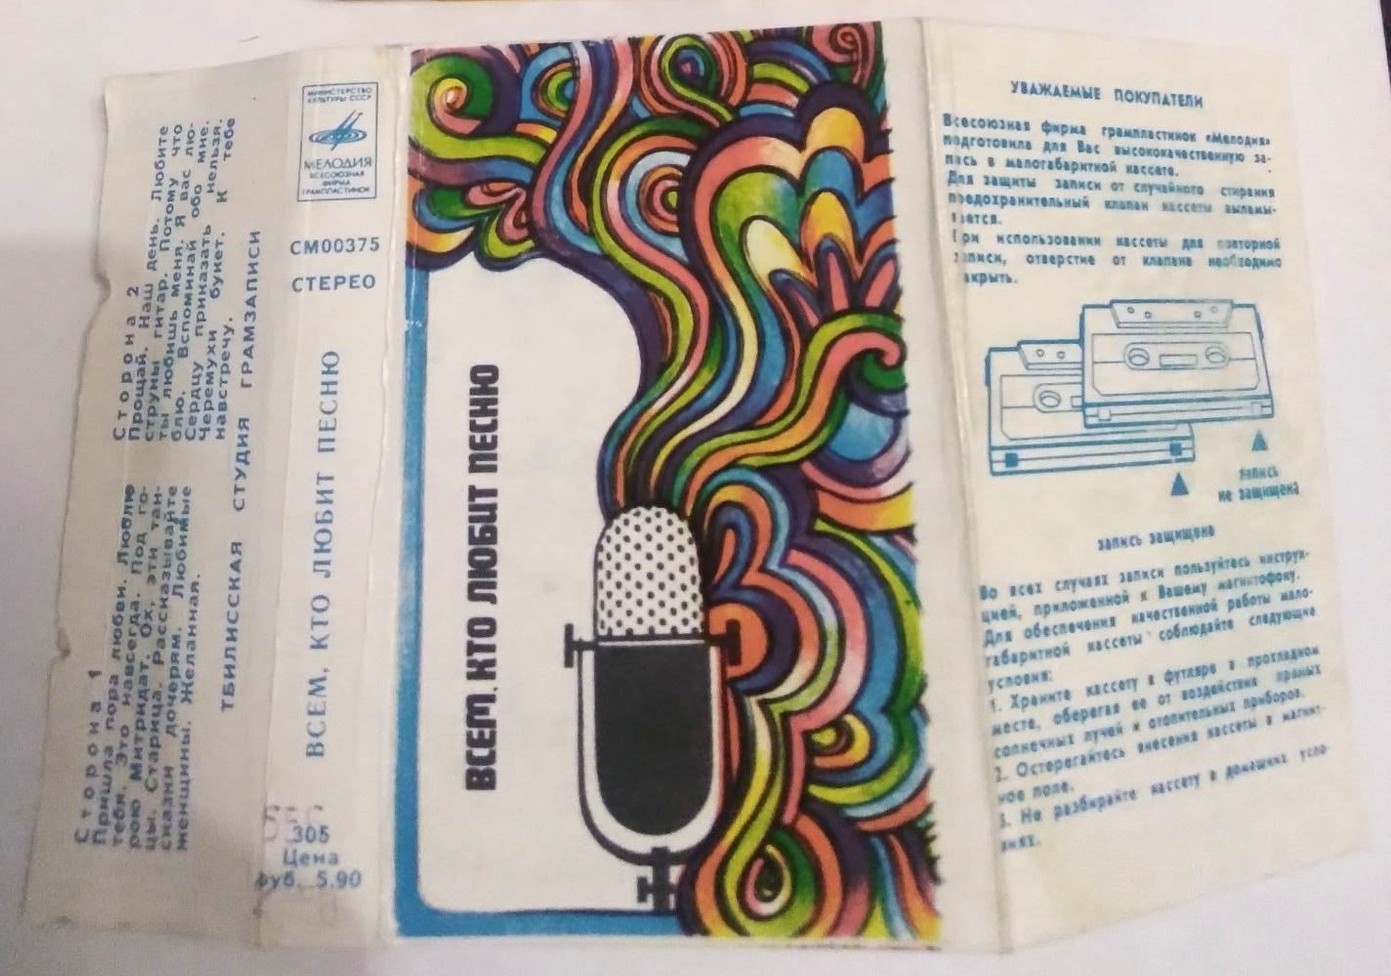 Сторона 1
Пришла пора любви. Люблю
тебя. Это навсегда. Под го-
рою Митридат. Ох, эти тан-
цы. Старица. Рассказывайте
сказки дочерям. Любимые
женщины. Желанная.
Сторона 2
Прощай. Наш день. Любите
струны гитар. Потому что
ты любишь меня. Я вас лю-
блю. Вспоминай обо мне.
Сердцу приказать нельзя.
Черемухи букет. К тебе
навстречу.
ТБИЛИССКАЯ СТУДИЯ ГРАМЗАПИСИ
МИНИСТЕРСТВО
КУЛЬТУРЫ СССР
МЕЛОДИЯ
ВСЕСОЮЗНАЯ
ФИРМА
ГРАМПЛАСТИНОК
СМ00375
СТЕРЕО
ВСЕМ, КТО ЛЮБИТ ПЕСНЮ
305
Цена
руб. 5.90
ВСЕМ, КТО ЛЮБИТ ПЕСНЮ
УВАЖАЕМЫЕ ПОКУПАТЕЛИ
Всесоюзная фирма грампластинок «Мелодия»
подготовила для Вас высококачественную за-
пись в малогабаритной кассете.
Для защиты записи от случайного стирания
предохранительный клапан кассеты выламы-
вается.
При использовании кассеты для повторной
записи, отверстие от клапана необходимо
закрыть.
запись
не защищена
запись защищена
Во всех случаях записи пользуйтесь инструк-
цией, приложенной к Вашему магнитофону.
Для обеспечения качественной работы мало-
габаритной кассеты соблюдайте следующие
условия:
1. Храните кассету в футляре в прохладном
месте, оберегая ее от воздействия прямых
солнечных лучей и отопительных приборов.
2. Остерегайтесь внесения кассеты в магнит-
ное поле.
3. Не разбирайте кассету в домашних усло-
виях.